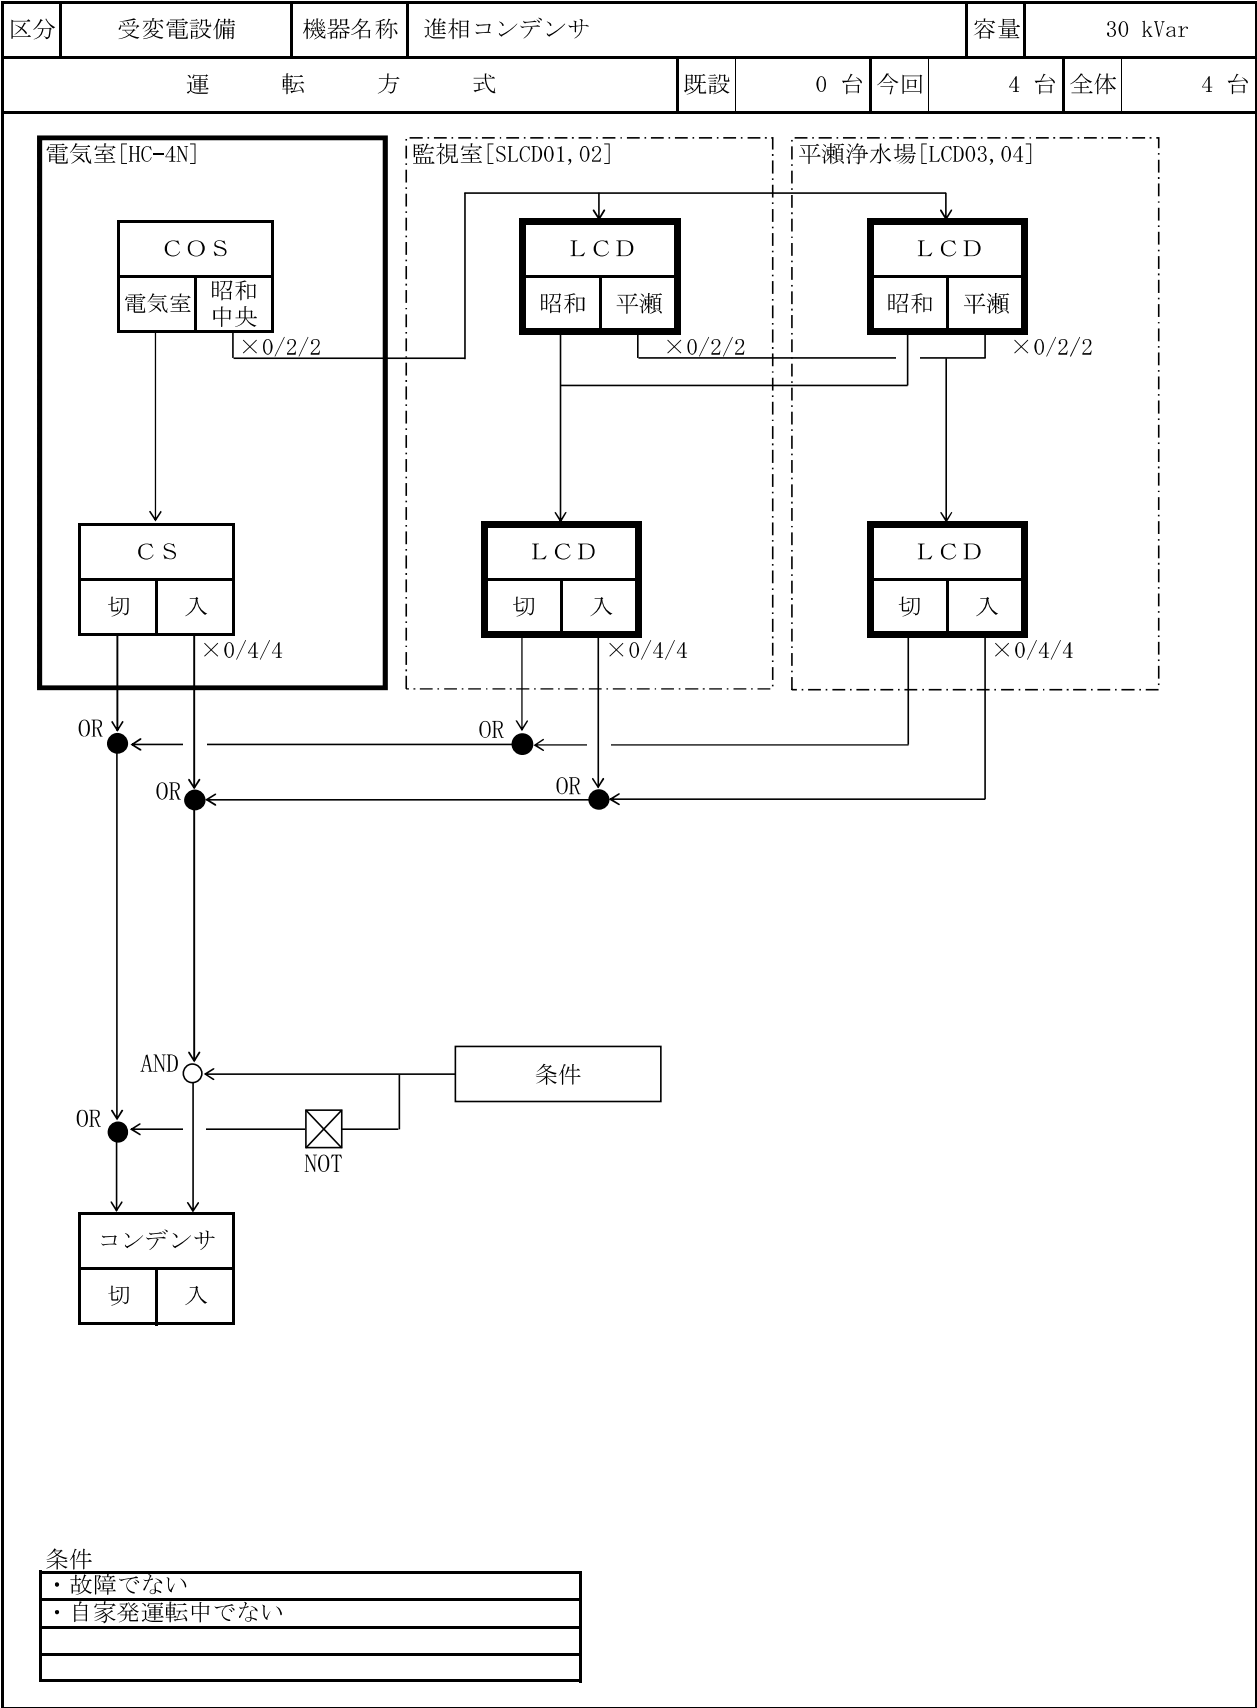 区分 受変電設備 機器名称 進相コンデンサ 容量 30 kVar
運転方式 既設 0 台 今回 4 台 全体 4 台
電気室[HC-4N] 監視室[SLCD01,02] 平瀬浄水場[LCD03,04]
ＣＯＳ ＬＣＤ ＬＣＤ
電気室 昭和 昭和 平瀬 昭和 平瀬
中央
×0/2/2 ×0/2/2 ×0/2/2
ＣＳ ＬＣＤ ＬＣＤ
切 入 切 入 切 入
×0/4/4 ×0/4/4 ×0/4/4
OR OR
OR OR
AND 条件
OR
NOT
コンデンサ
切 入
条件
・故障でない
・自家発運転中でない